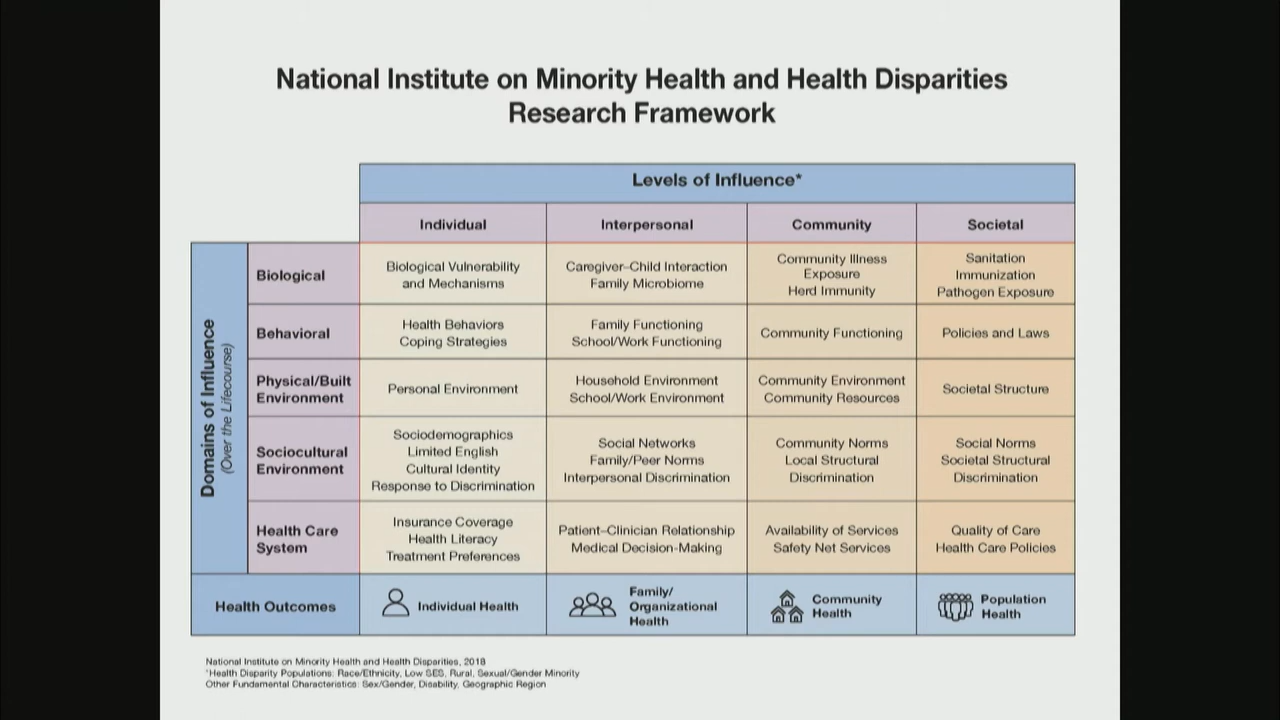 National Institute on Minority Health and Health Disparities
Research Framework
Levels of Influence*
Individual
Interpersonal
Community
Societal
Domains of Influence
(Over the Lifecourse)
Biological
Biological Vulnerability
and Mechanisms
Caregiver–Child Interaction
Family Microbiome
Community Illness
Exposure
Herd Immunity
Sanitation
Immunization
Pathogen Exposure
Behavioral
Health Behaviors
Coping Strategies
Family Functioning
School/Work Functioning
Community Functioning
Policies and Laws
Physical/Built
Environment
Personal Environment
Household Environment
School/Work Environment
Community Environment
Community Resources
Societal Structure
Sociocultural
Environment
Sociodemographics
Limited English
Cultural Identity
Response to Discrimination
Social Networks
Family/Peer Norms
Interpersonal Discrimination
Community Norms
Local Structural
Discrimination
Social Norms
Societal Structural
Discrimination
Health Care
System
Insurance Coverage
Health Literacy
Treatment Preferences
Patient–Clinician Relationship
Medical Decision-Making
Availability of Services
Safety Net Services
Quality of Care
Health Care Policies
Health Outcomes
Individual Health
Family/
Organizational
Health
Community
Health
Population
Health
National Institute on Minority Health and Health Disparities, 2018
*Health Disparity Populations: Race/Ethnicity, Low SES, Rural, Sexual/Gender Minority
Other Fundamental Characteristics: Sex/Gender, Disability, Geographic Region